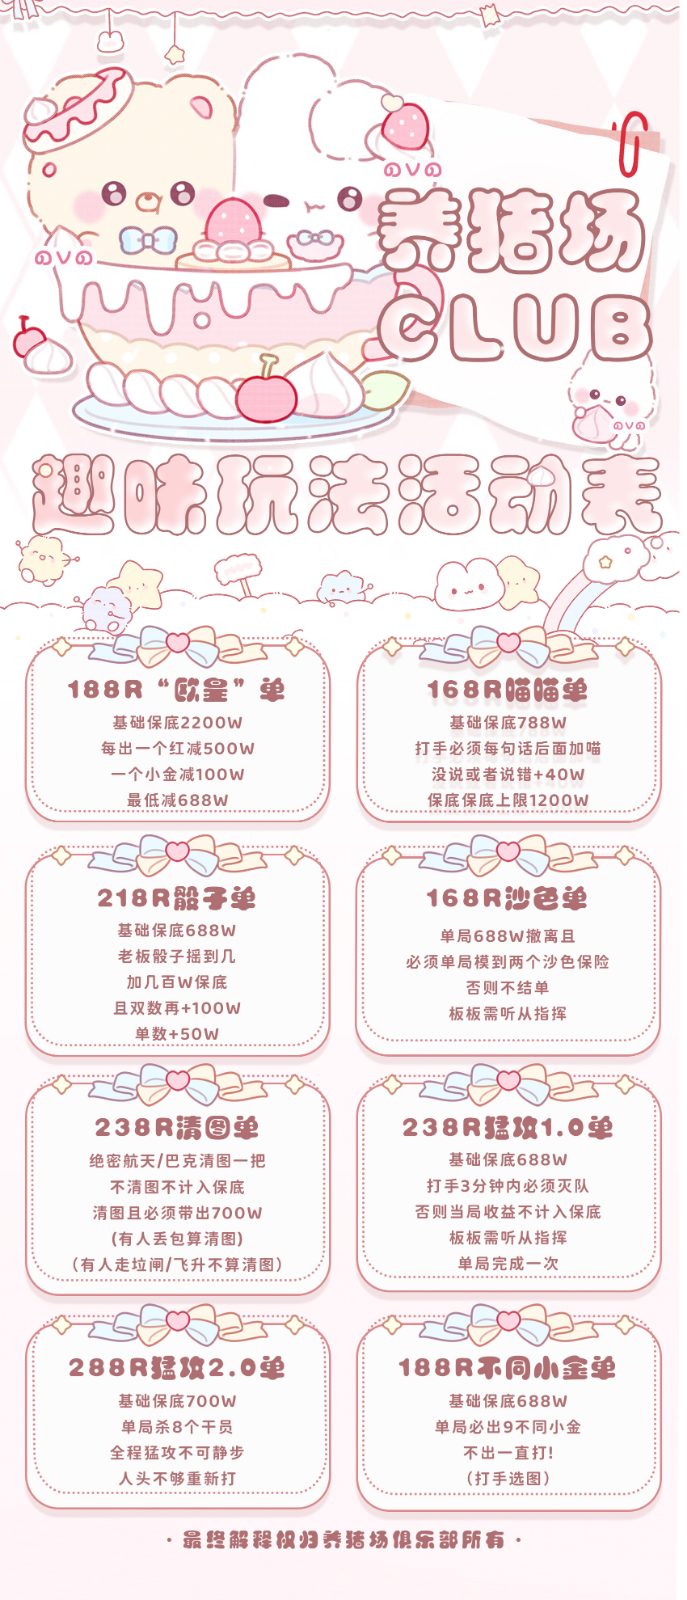 养猪场
CLUB
趣味玩法活动表
188R“欧皇”单
基础保底2200W
每出一个红减500W
一个小金减100W
最低减688W
168R喵喵单
基础保底788W
打手必须每句话后面加喵
没说或者说错+40W
保底保底上限1200W
218R骰子单
基础保底688W
老板骰子摇到几
加几百W保底
且双数再+100W
单数+50W
168R沙色单
单局688W撤离且
必须单局模到两个沙色保险
否则不结单
板板需听从指挥
238R清图单
绝密航天/巴克清图一把
不清图不计入保底
清图且必须带出700W
(有人丢包算清图)
（有人走垃闸/飞升不算清图）
238R猛攻1.0单
基础保底688W
打手3分钟内必须灭队
否则当局收益不计入保底
板板需听从指挥
单局完成一次
288R猛攻2.0单
基础保底700W
单局杀8个干员
全程猛攻不可静步
人头不够重新打
188R不同小金单
基础保底688W
单局必出9不同小金
不出一直打!
（打手选图）
·最终解释权归养猪场俱乐部所有·